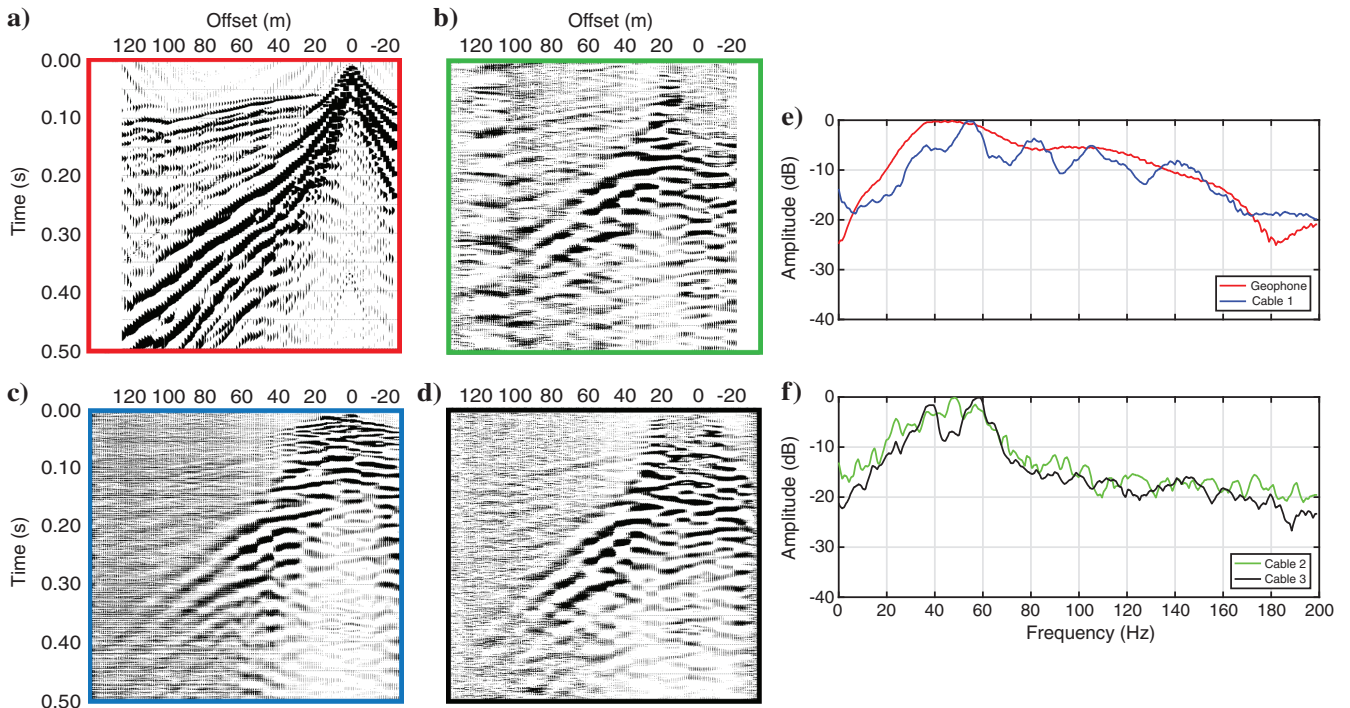 a)
Offset (m)
120 100 80 60 40 20 0 -20
0.00
0.10
0.20
0.30
0.40
0.50
Time (s)
b)
Offset (m)
120 100 80 60 40 20 0 -20
c)
0.00
0.10
0.20
0.30
0.40
0.50
Time (s)
120 100 80 60 40 20 0 -20
d)
120 100 80 60 40 20 0 -20
e)
0
-10
-20
-30
-40
Amplitude (dB)
Geophone
Cable 1
f)
0
-10
-20
-30
-40
Amplitude (dB)
Cable 2
Cable 3
0 20 40 60 80 100 120 140 160 180 200
Frequency (Hz)